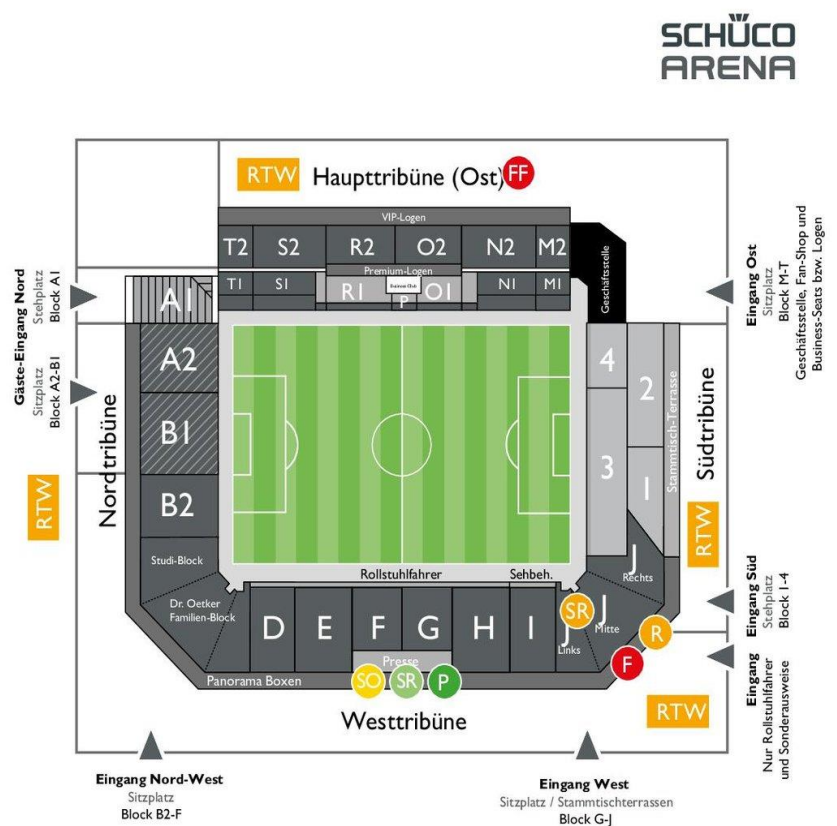 SCHÜCO
ARENA
RTW
Haupttribüne (Ost)
FF
VIP-Logen
T2
S2
R2
O2
N2
M2
Premium-Logen
T1
S1
R1
Business Club
P
O1
N1
M1
Geschäftsstelle
Gäste-Eingang Nord
Stehplatz
Block A1
Sitzplatz
Block A2-B1
Eingang Ost
Sitzplatz
Block M-T
Geschäftsstelle, Fan-Shop und
Business-Seats bzw. Logen
A1
A2
B1
B2
Nordtribüne
RTW
4
2
3
1
Stammtisch-Terrasse
Südtribüne
RTW
Studi-Block
Dr. Oetker
Familien-Block
Rollstuhlfahrer
Sehbeh.
D
E
F
G
H
I
J
Links
J
Mitte
J
Rechts
SR
R
F
Presse
Panorama Boxen
SO
SR
P
Westtribüne
RTW
Eingang Süd
Stehplatz
Block 1-4
Eingang
Nur Rollstuhlfahrer
und Sonderausweise
Eingang Nord-West
Sitzplatz
Block B2-F
Eingang West
Sitzplatz / Stammtischterrassen
Block G-J